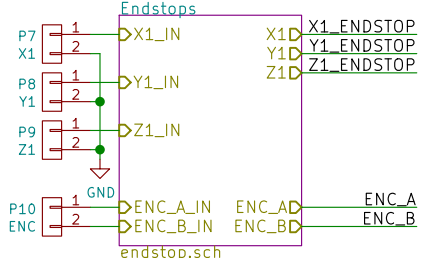 Endstops
P7 1 X1_IN X1 X1_ENDSTOP
X1 2 Y1 Y1_ENDSTOP
Z1 Z1_ENDSTOP
P8 1 Y1_IN
Y1 2
P9 1 Z1_IN
Z1 2
GND
P10 1 ENC_A_IN ENC_A ENC_A
ENC 2 ENC_B_IN ENC_B ENC_B
endstop.sch